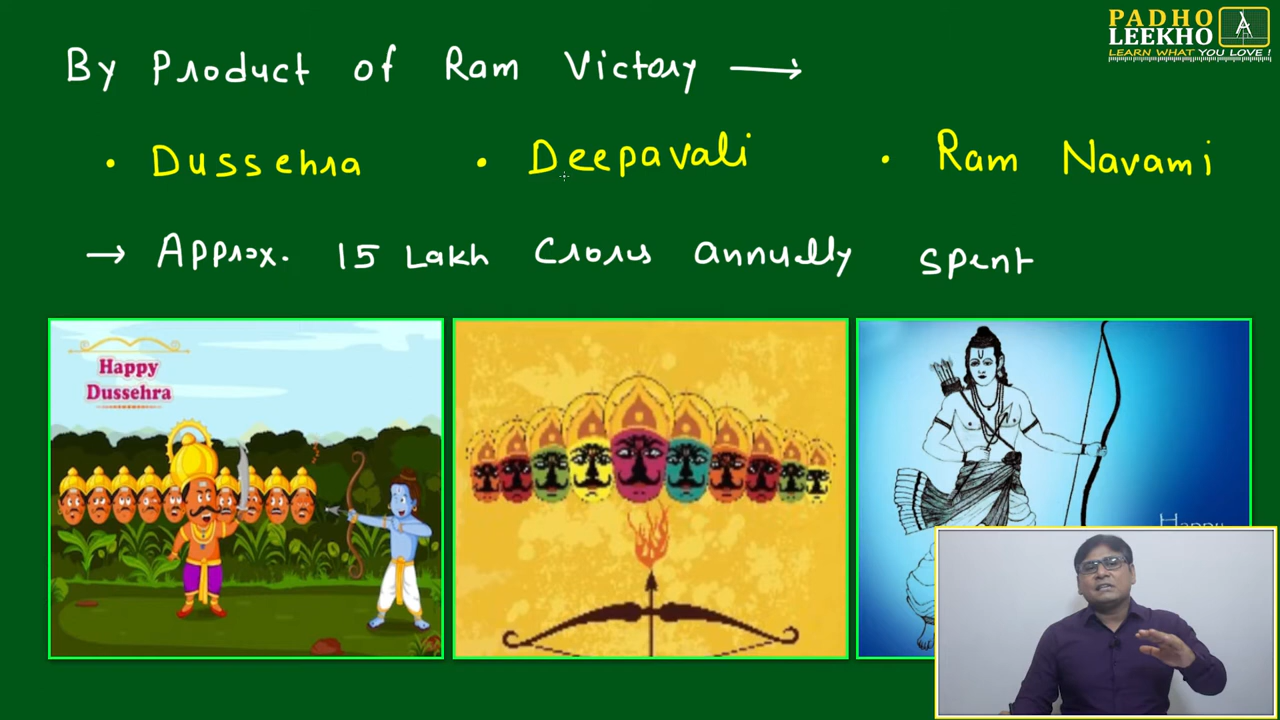 PADHO
LEEKHO
LEARN WHAT YOU LOVE !
By Product of Ram Victory →
• Dussehra • Deepavali • Ram Navami
→ Approx. 15 Lakh Crores annually spent
Happy
Dussehra
Happy